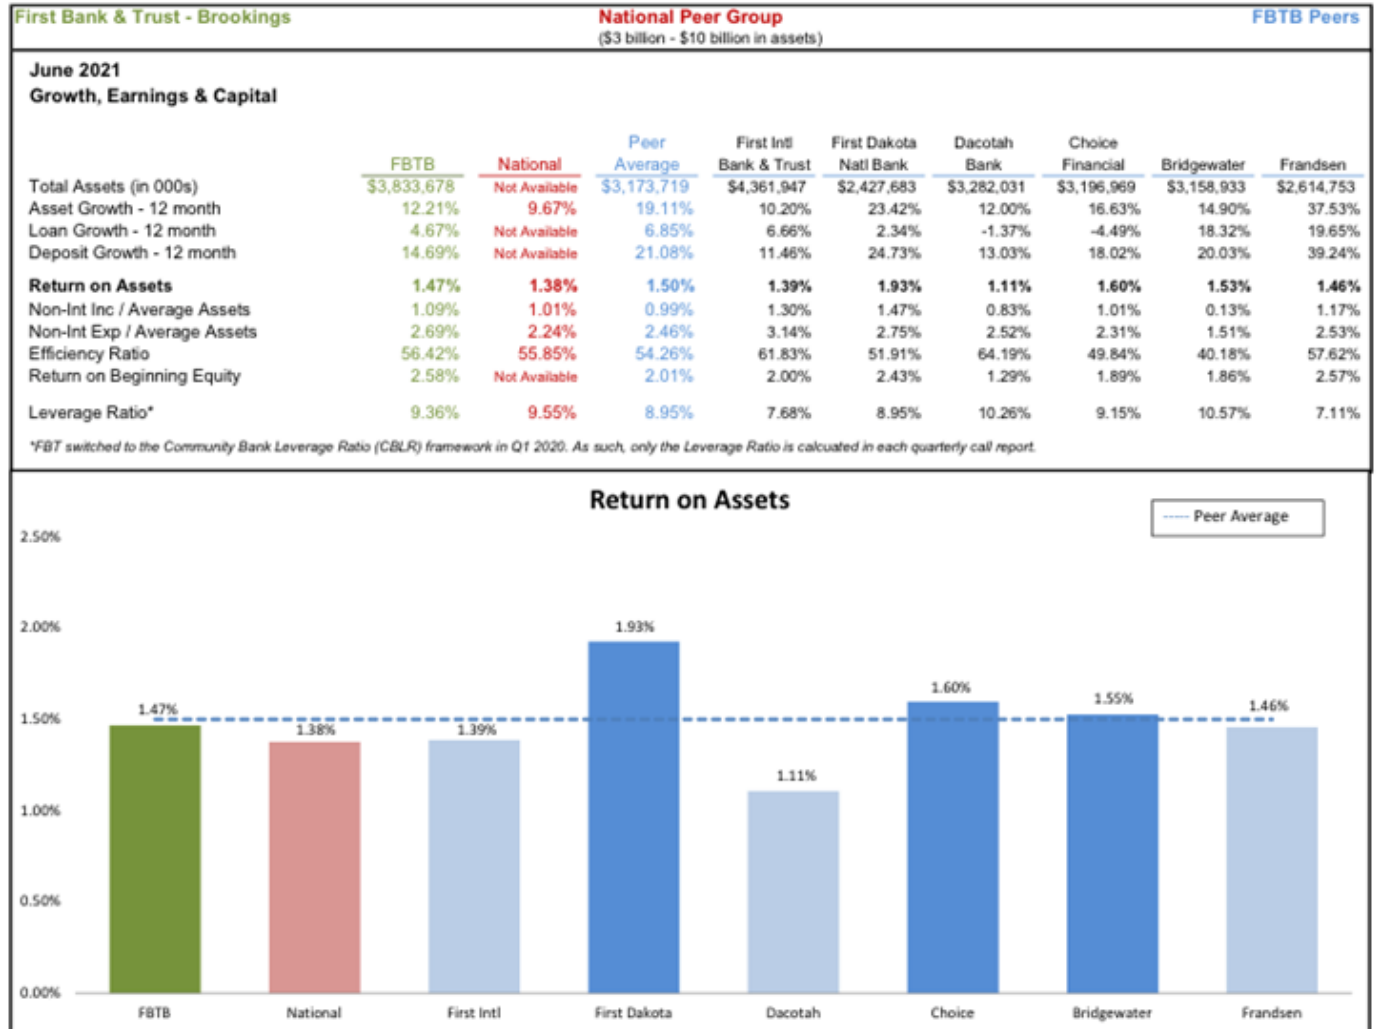 First Bank & Trust - Brookings National Peer Group FBTB Peers
($3 billion - $10 billion in assets)
June 2021
Growth, Earnings & Capital
Peer First Intl First Dakota Dacotah Choice
FBTB National Average Bank & Trust Natl Bank Bank Financial Bridgewater Frandsen
Total Assets (in 000s) $3,833,678 Not Available $3,173,719 $4,361,947 $2,427,683 $3,282,031 $3,196,969 $3,158,933 $2,614,753
Asset Growth - 12 month 12.21% 9.67% 19.11% 10.20% 23.42% 12.00% 16.63% 14.90% 37.53%
Loan Growth - 12 month 4.67% Not Available 6.85% 6.66% 2.34% -1.37% -4.49% 18.32% 19.65%
Deposit Growth - 12 month 14.69% Not Available 21.08% 11.46% 24.73% 13.03% 18.02% 20.03% 39.24%
Return on Assets 1.47% 1.38% 1.50% 1.39% 1.93% 1.11% 1.60% 1.53% 1.46%
Non-Int Inc / Average Assets 1.09% 1.01% 0.99% 1.30% 1.47% 0.83% 1.01% 0.13% 1.17%
Non-Int Exp / Average Assets 2.69% 2.24% 2.46% 3.14% 2.75% 2.52% 2.31% 1.51% 2.53%
Efficiency Ratio 56.42% 55.85% 54.26% 61.83% 51.91% 64.19% 49.84% 40.18% 57.62%
Return on Beginning Equity 2.58% Not Available 2.01% 2.00% 2.43% 1.29% 1.89% 1.86% 2.57%
Leverage Ratio* 9.36% 9.55% 8.95% 7.68% 8.95% 10.26% 9.15% 10.57% 7.11%
*FBT switched to the Community Bank Leverage Ratio (CBLR) framework in Q1 2020. As such, only the Leverage Ratio is calcuated in each quarterly call report.
Return on Assets
Peer Average
2.50%
2.00%
1.50%
1.00%
0.50%
0.00%
1.47% 1.38% 1.39% 1.93% 1.11% 1.60% 1.55% 1.46%
FBTB National First Intl First Dakota Dacotah Choice Bridgewater Frandsen